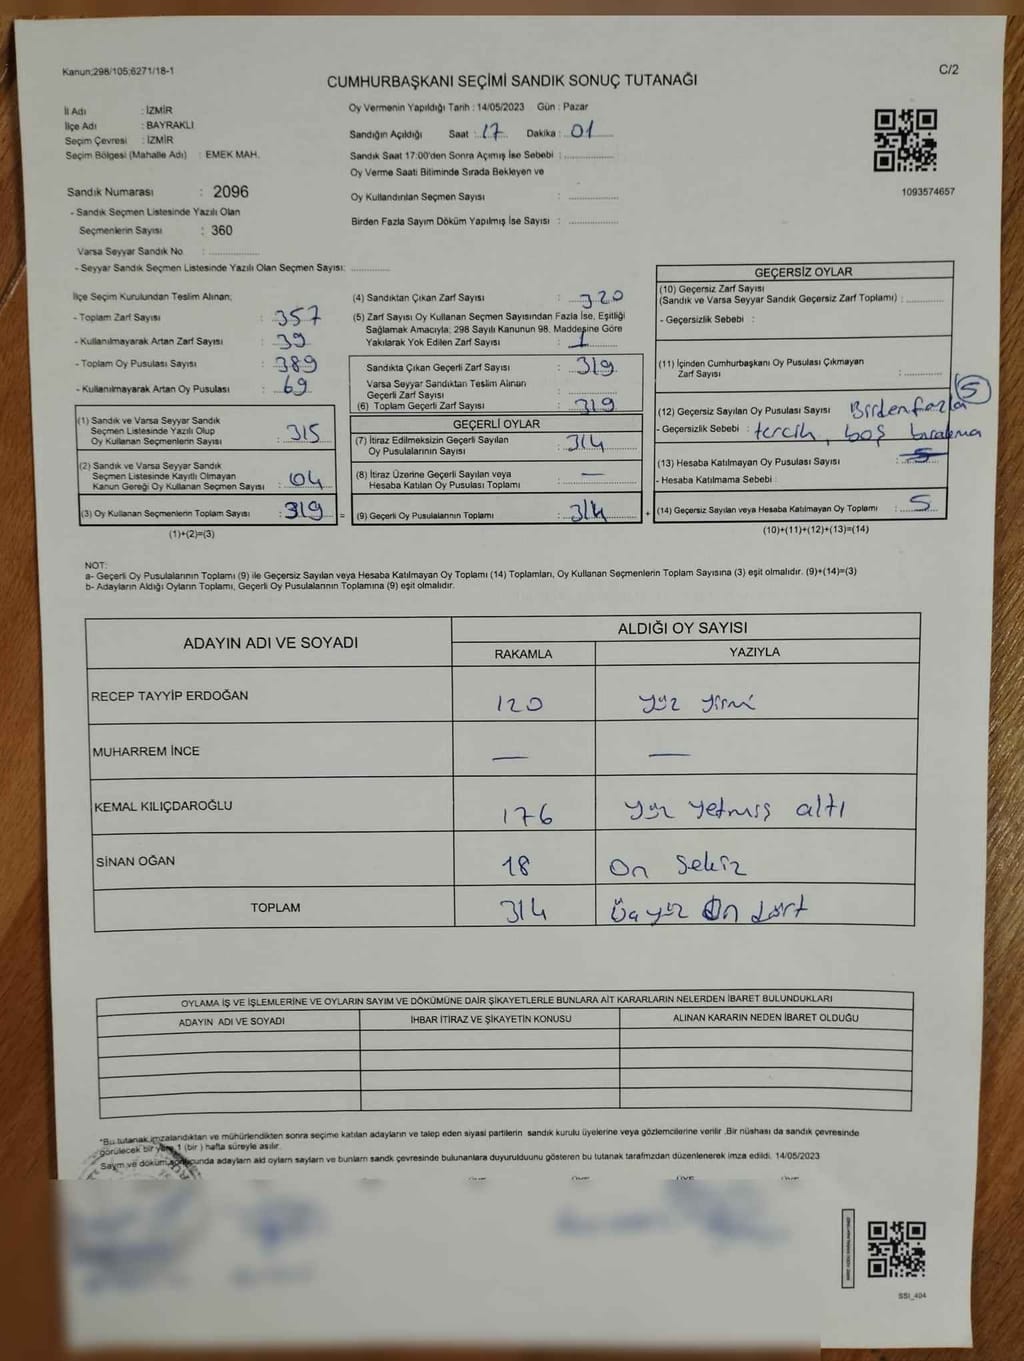 Kanun;298/105;6271/18-1
C/2
CUMHURBAŞKANI SEÇİMİ SANDIK SONUÇ TUTANAĞI
İl Adı : İZMİR
İlçe Adı : BAYRAKLI
Seçim Çevresi : İZMİR
Seçim Bölgesi (Mahalle Adı) : EMEK MAH.
Oy Vermenin Yapıldığı Tarih : 14/05/2023 Gün : Pazar
Sandığın Açıldığı Saat : 17 Dakika : 01
Sandık Saat 17:00'den Sonra Açımış İse Sebebi :
Oy Verme Saati Bitiminde Sırada Bekleyen ve
Oy Kullandırılan Seçmen Sayısı :
Birden Fazla Sayım Döküm Yapılmış İse Sayısı :
1093574657
Sandık Numarası : 2096
- Sandık Seçmen Listesinde Yazılı Olan
Seçmenlerin Sayısı : 360
Varsa Seyyar Sandık No :
- Seyyar Sandık Seçmen Listesinde Yazılı Olan Seçmen Sayısı:
İlçe Seçim Kurulundan Teslim Alınan;
- Toplam Zarf Sayısı : 357
- Kullanılmayarak Artan Zarf Sayısı : 39
- Toplam Oy Pusulası Sayısı : 389
- Kullanılmayarak Artan Oy Pusulası : 69
(1) Sandık ve Varsa Seyyar Sandık
Seçmen Listesinde Yazılı Olup
Oy Kullanan Seçmenlerin Sayısı : 315
(2) Sandık ve Varsa Seyyar Sandık
Seçmen Listesinde Kayıtlı Olmayan
Kanun Gereği Oy Kullanan Seçmen Sayısı : 04
(3) Oy Kullanan Seçmenlerin Toplam Sayısı : 319 =
(1)+(2)=(3)
(4) Sandıktan Çıkan Zarf Sayısı : 320
(5) Zarf Sayısı Oy Kullanan Seçmen Sayısından Fazla İse, Eşitliği
Sağlamak Amacıyla; 298 Sayılı Kanunun 98. Maddesine Göre
Yakılarak Yok Edilen Zarf Sayısı : 1
Sandıkta Çıkan Geçerli Zarf Sayısı : 319
Varsa Seyyar Sandıktan Teslim Alınan
Geçerli Zarf Sayısı :
(6) Toplam Geçerli Zarf Sayısı : 319
GEÇERLİ OYLAR
(7) İtiraz Edilmeksizin Geçerli Sayılan
Oy Pusulalarının Sayısı : 314
(8) İtiraz Üzerine Geçerli Sayılan veya
Hesaba Katılan Oy Pusulası Toplamı : —
(9) Geçerli Oy Pusulalarının Toplamı : 314 +
GEÇERSİZ OYLAR
(10) Geçersiz Zarf Sayısı
(Sandık ve Varsa Seyyar Sandık Geçersiz Zarf Toplamı) :
- Geçersizlik Sebebi :
(11) İçinden Cumhurbaşkanı Oy Pusulası Çıkmayan
Zarf Sayısı :
(12) Geçersiz Sayılan Oy Pusulası Sayısı Birden fazla 5
- Geçersizlik Sebebi : tercih, boş bırakma
(13) Hesaba Katılmayan Oy Pusulası Sayısı : 5
- Hesaba Katılmama Sebebi :
(14) Geçersiz Sayılan veya Hesaba Katılmayan Oy Toplamı : 5
(10)+(11)+(12)+(13)=(14)
NOT:
a- Geçerli Oy Pusulalarının Toplamı (9) ile Geçersiz Sayılan veya Hesaba Katılmayan Oy Toplamı (14) Toplamları, Oy Kullanan Seçmenlerin Toplam Sayısına (3) eşit olmalıdır. (9)+(14)=(3)
b- Adayların Aldığı Oyların Toplamı, Geçerli Oy Pusulalarının Toplamına (9) eşit olmalıdır.
ADAYIN ADI VE SOYADI ALDIĞI OY SAYISI
RAKAMLA YAZIYLA
RECEP TAYYİP ERDOĞAN 120 Yüz Yirmi
MUHARREM İNCE — —
KEMAL KILIÇDAROĞLU 176 Yüz Yetmiş altı
SİNAN OĞAN 18 On Sekiz
TOPLAM 314 Üç yüz On dört
OYLAMA İŞ VE İŞLEMLERİNE VE OYLARIN SAYIM VE DÖKÜMÜNE DAİR ŞİKAYETLERLE BUNLARA AİT KARARLARIN NELERDEN İBARET BULUNDUKLARI
ADAYIN ADI VE SOYADI İHBAR İTİRAZ VE ŞİKAYETİN KONUSU ALINAN KARARIN NEDEN İBARET OLDUĞU
*Bu tutanak imzalandıktan ve mühürlendikten sonra seçime katılan adayların ve talep eden siyasi partilerin sandık kurulu üyelerine veya gözlemcilerine verilir .Bir nüshası da sandık çevresinde
görülecek bir yere 1 (bir ) hafta süreyle asılır.
Sayım ve döküm sonucunda adayların ald oyların sayları ve bunların sandk çevresinde bulunanlara duyurulduunu gösteren bu tutanak tarafımzdan düzenlenerek imza edildi. 14/05/2023
SSI_404